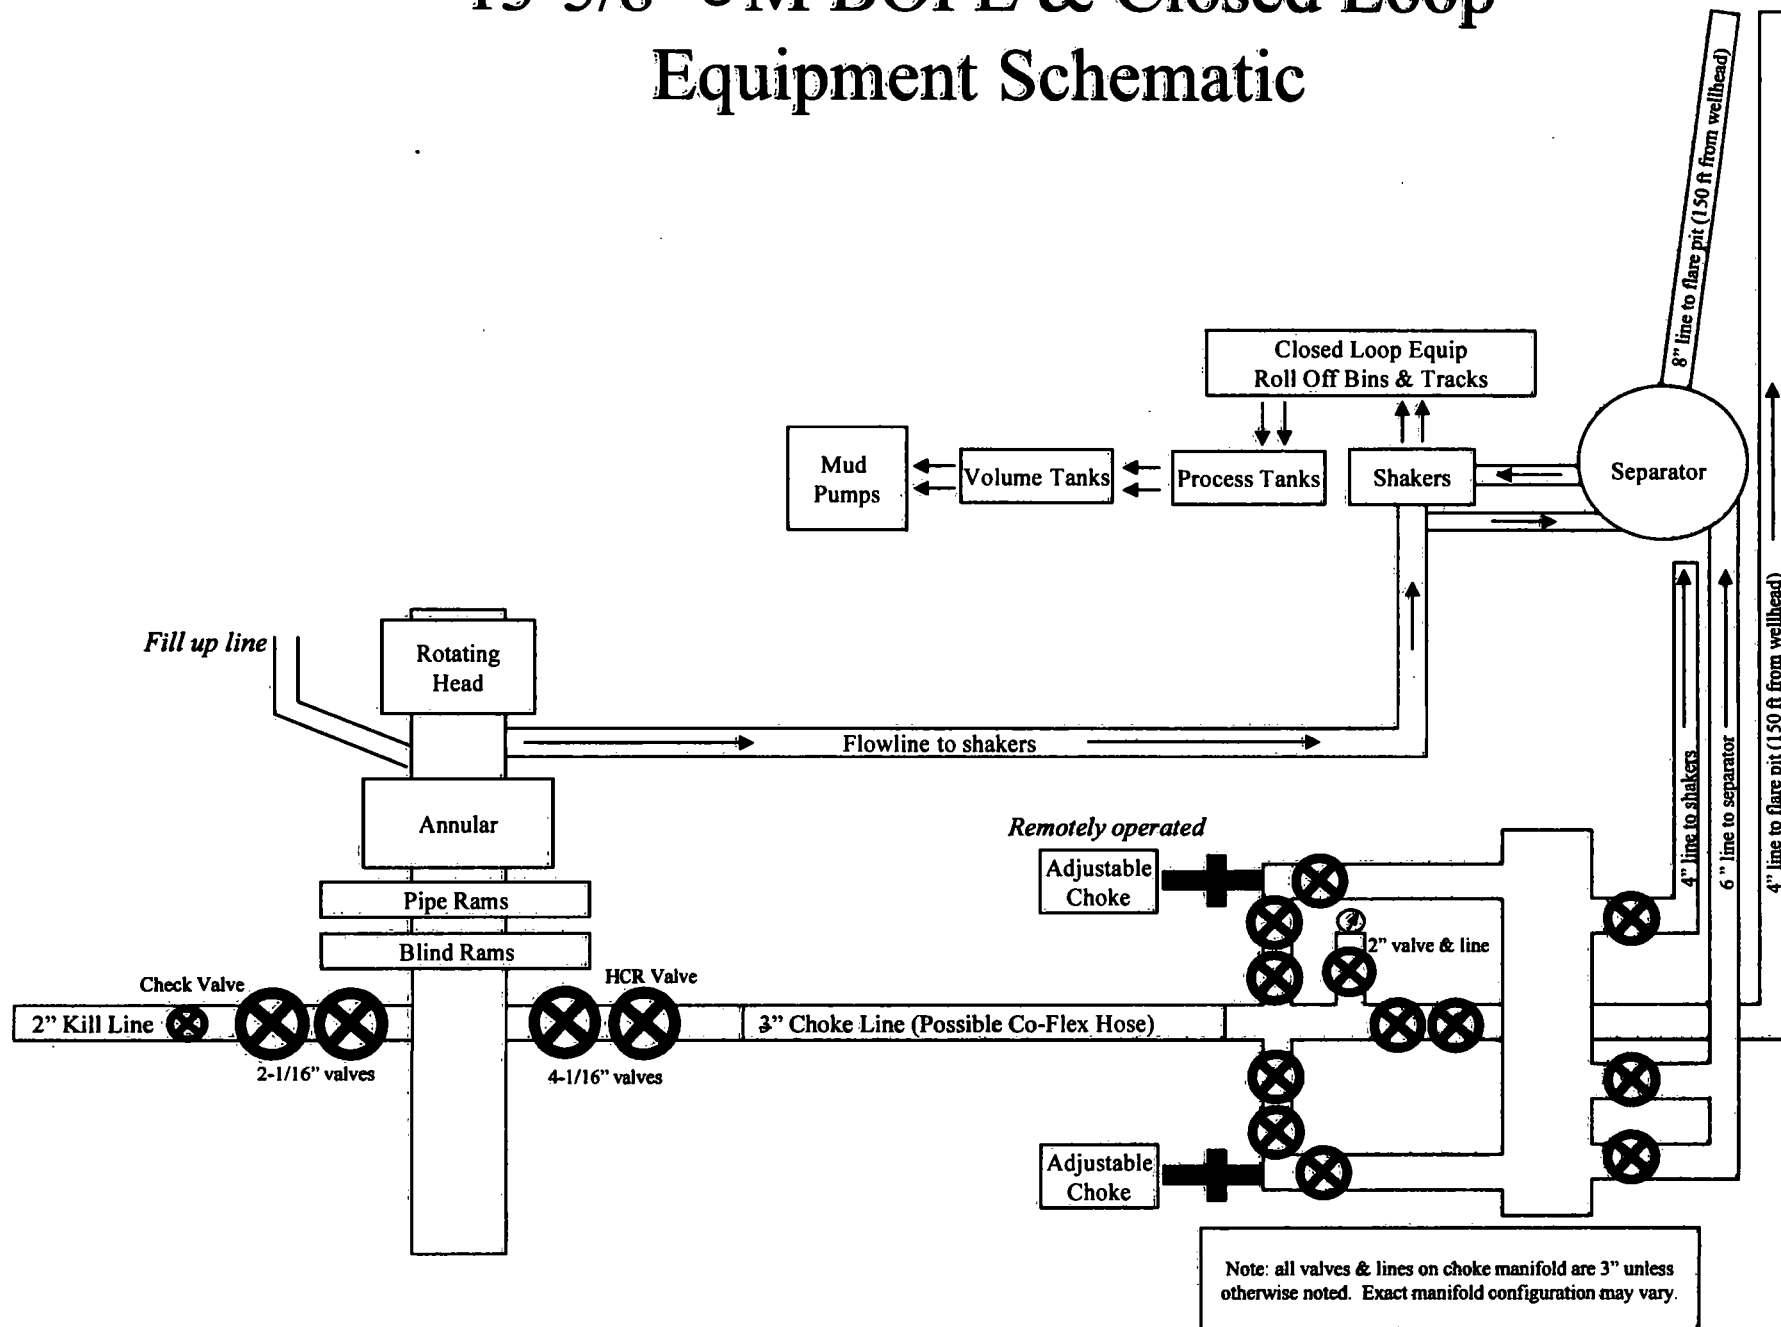 BOPE & Closed Loop
Equipment Schematic
8" line to flare pit (150 ft from wellhead)
Closed Loop Equip
Roll Off Bins & Tracks
Mud
Pumps
Volume Tanks
Process Tanks
Shakers
Separator
Fill up line
Rotating
Head
Flowline to shakers
Annular
Remotely operated
Adjustable
Choke
Pipe Rams
Blind Rams
2" valve & line
4" line to shakers
6" line to separator
4" line to flare pit (150 ft from wellhead)
Check Valve
HCR Valve
2" Kill Line
3" Choke Line (Possible Co-Flex Hose)
2-1/16" valves
4-1/16" valves
Adjustable
Choke
Note: all valves & lines on choke manifold are 3" unless
otherwise noted. Exact manifold configuration may vary.